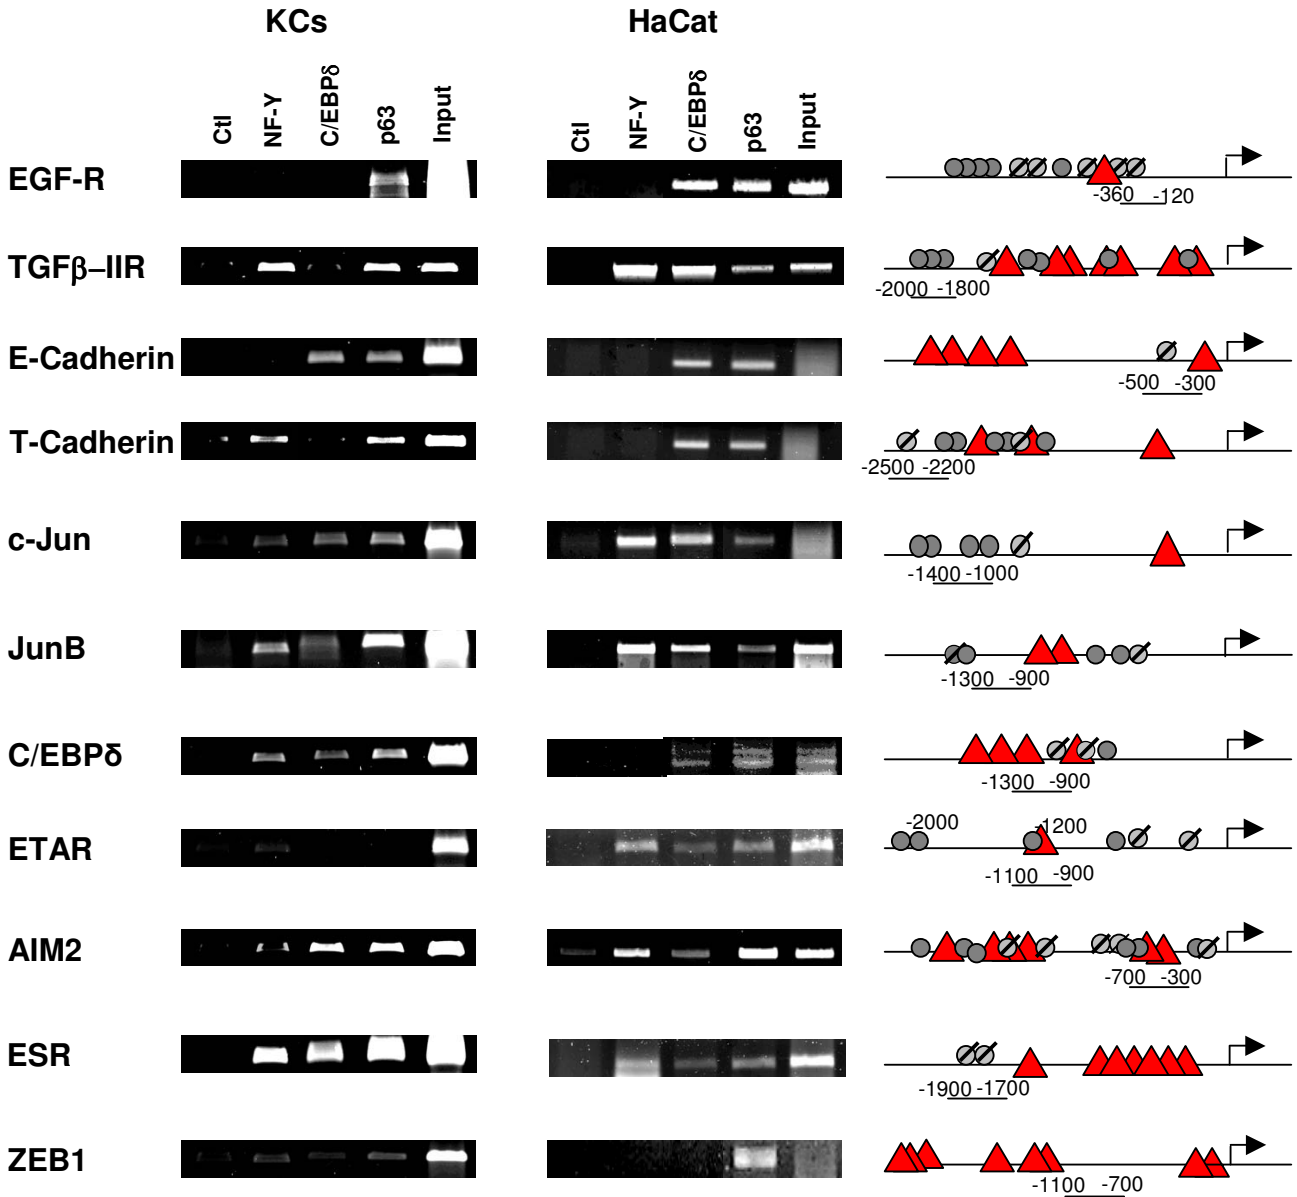 KCs HaCat
Ctl NF-Y C/EBPδ p63 Input Ctl NF-Y C/EBPδ p63 Input
EGF-R
-360 -120
TGFβ–IIR
-2000 -1800
E-Cadherin
-500 -300
T-Cadherin
-2500 -2200
c-Jun
-1400 -1000
JunB
-1300 -900
C/EBPδ
-1300 -900
-2000 -1200
ETAR
-1100 -900
AIM2
-700 -300
ESR
-1900 -1700
ZEB1
-1100 -700